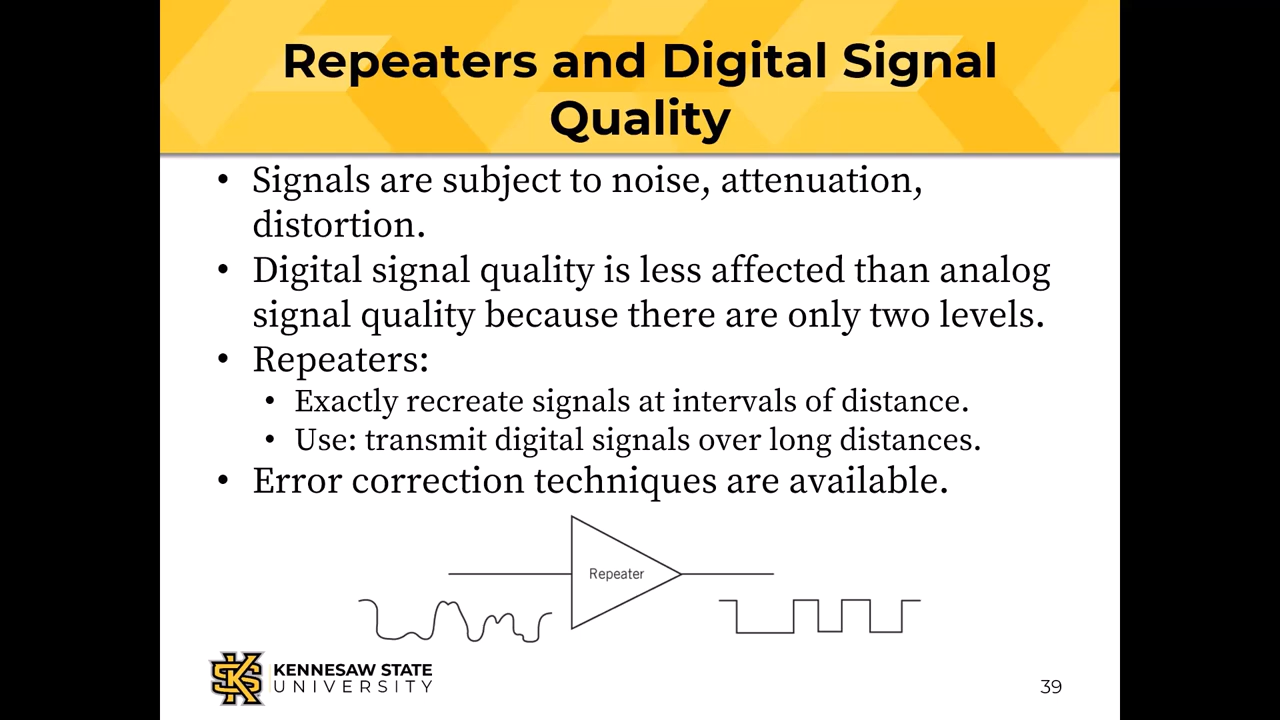 Repeaters and Digital Signal
Quality
• Signals are subject to noise, attenuation,
distortion.
• Digital signal quality is less affected than analog
signal quality because there are only two levels.
• Repeaters:
• Exactly recreate signals at intervals of distance.
• Use: transmit digital signals over long distances.
• Error correction techniques are available.
Repeater
KENNESAW STATE
UNIVERSITY
39